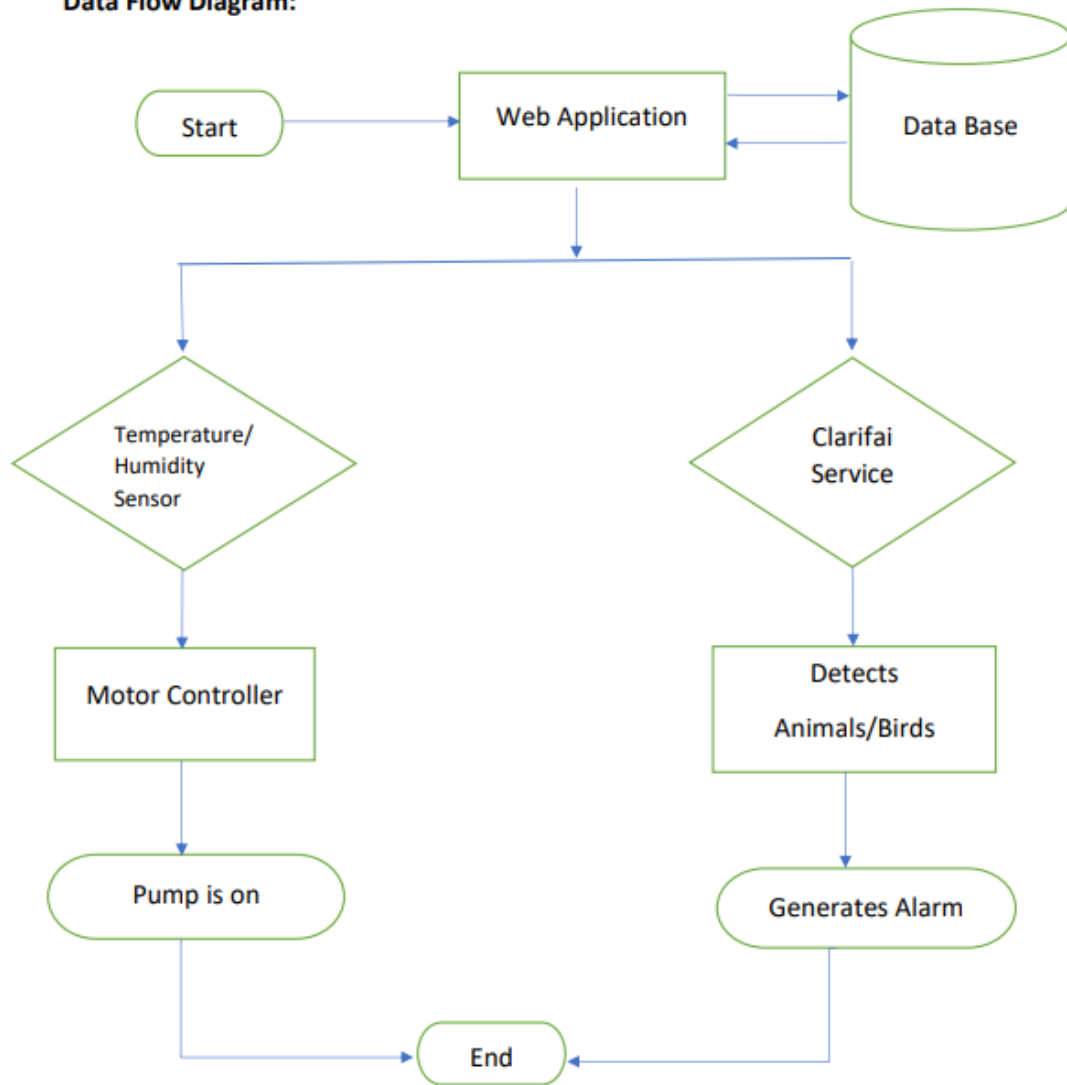 Data Flow Diagram:
Start
Web Application
Data Base
Temperature/
Humidity
Sensor
Clarifai
Service
Motor Controller
Detects
Animals/Birds
Pump is on
Generates Alarm
End